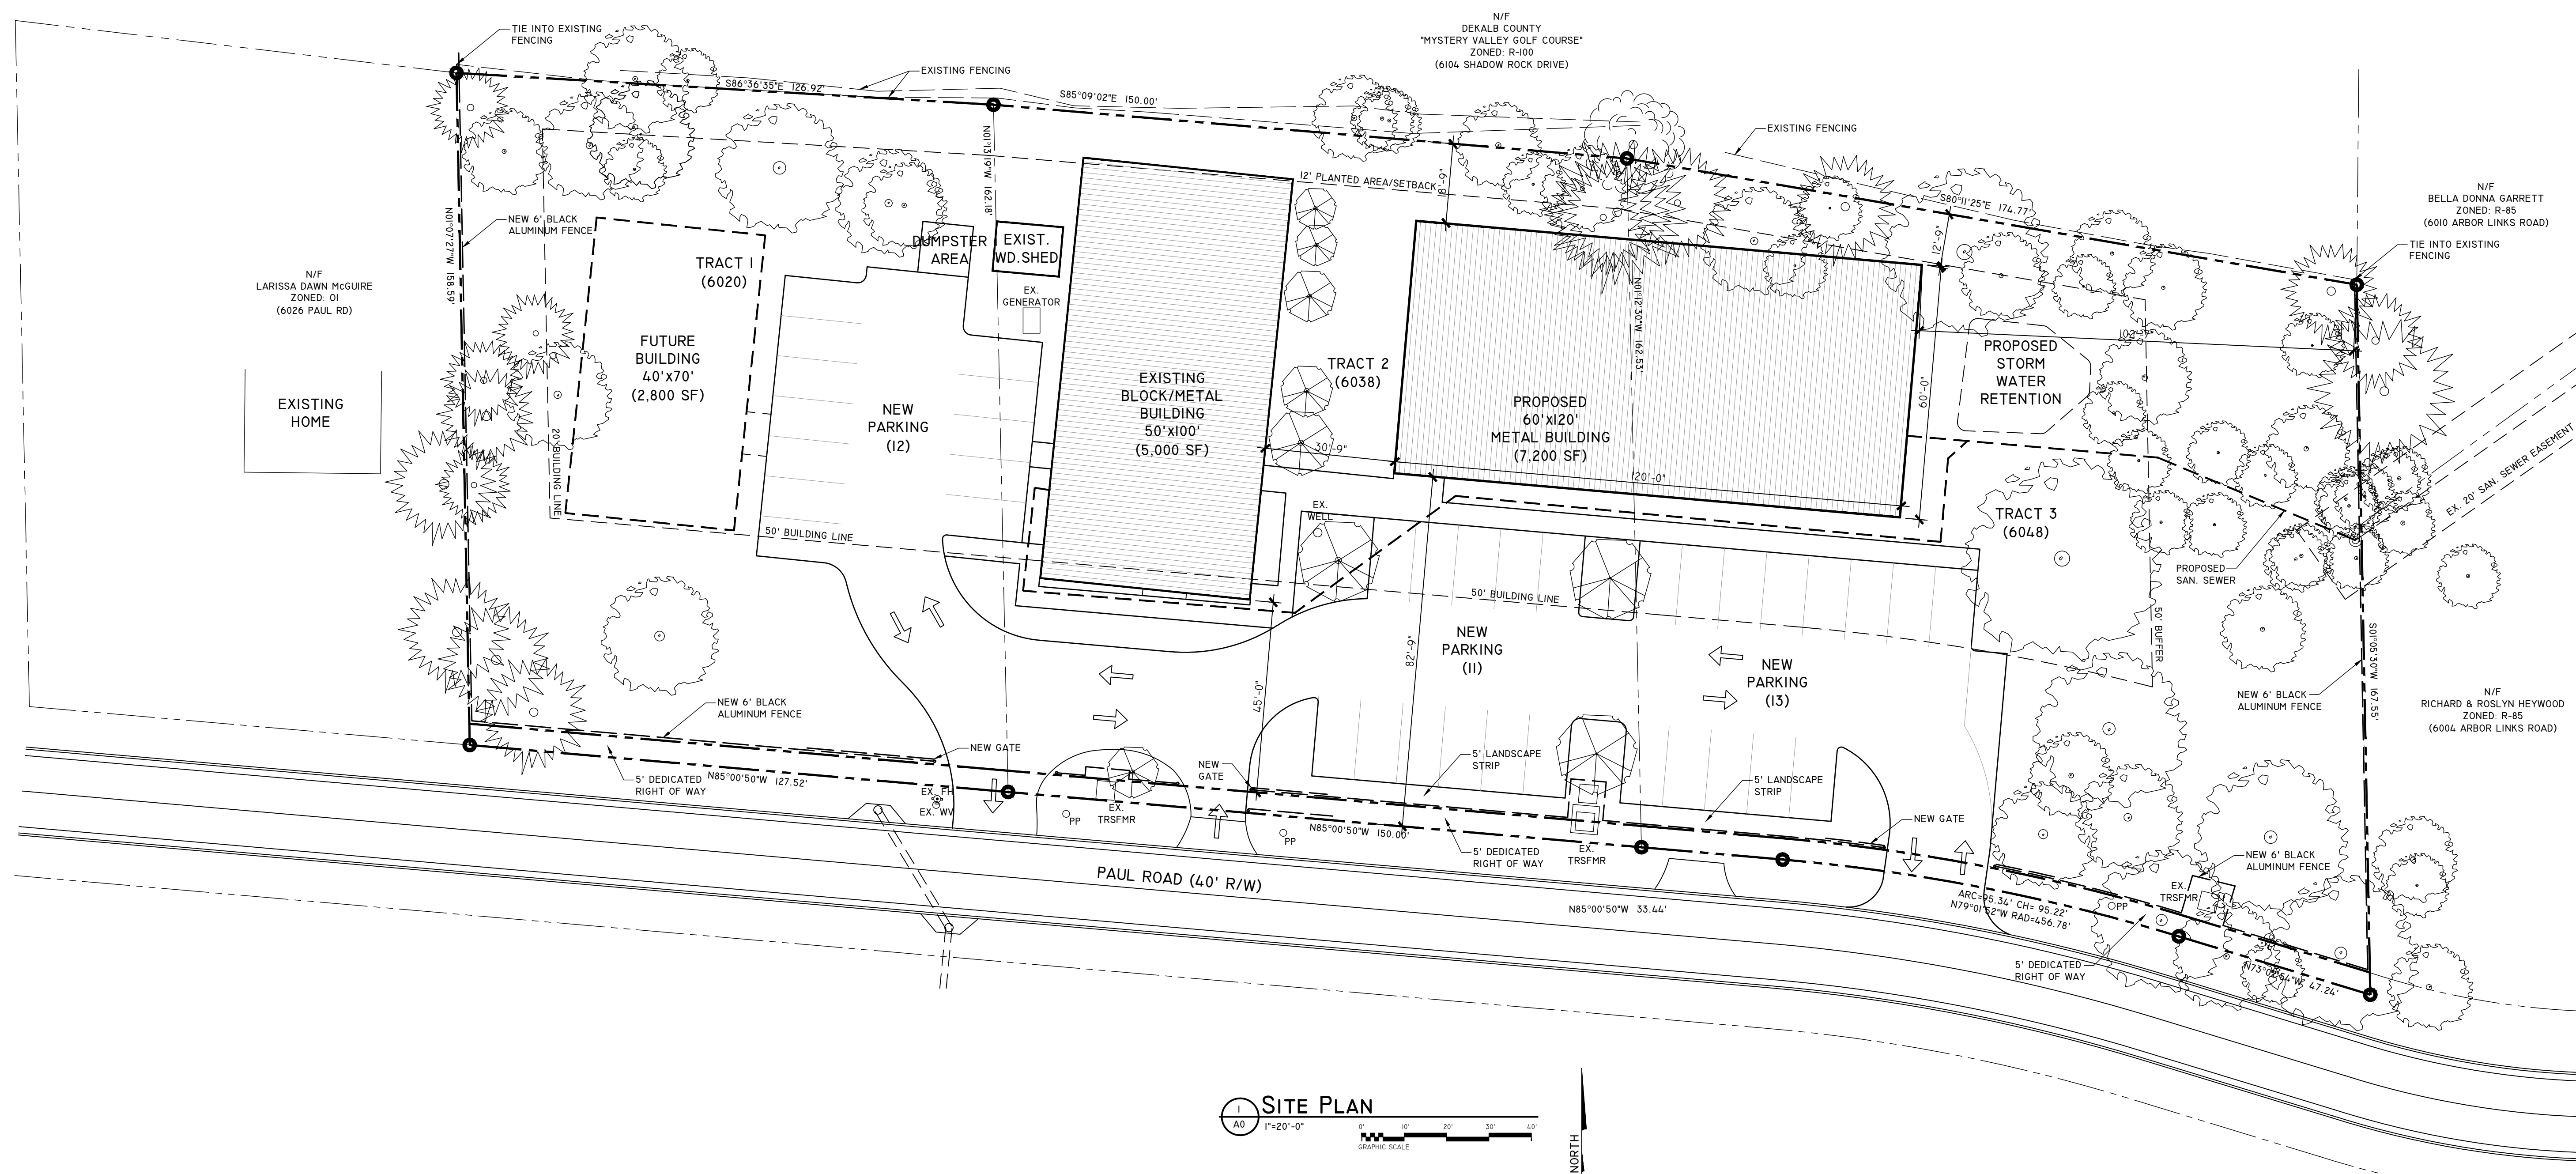 TIE INTO EXISTING
FENCING
N/F
DEKALB COUNTY
"MYSTERY VALLEY GOLF COURSE"
ZONED: R-100
(6104 SHADOW ROCK DRIVE)
EXISTING FENCING
S86°36'35"E 126.92'
S85°09'02"E 150.00'
EXISTING FENCING
N01°13'19"W 162.18'
12' PLANTED AREA/SETBACK
8'-9"
S80°11'25"E 174.77'
12'-9"
N/F
BELLA DONNA GARRETT
ZONED: R-85
(6010 ARBOR LINKS ROAD)
TIE INTO EXISTING
FENCING
N01°07'27"W 158.59'
NEW 6' BLACK
ALUMINUM FENCE
DUMPSTER
AREA
EXIST.
WD.SHED
TRACT 1
(6020)
EX.
GENERATOR
N/F
LARISSA DAWN McGUIRE
ZONED: OI
(6026 PAUL RD)
N01°12'30"W 162.53'
FUTURE
BUILDING
40'x70'
(2,800 SF)
PROPOSED
STORM
WATER
RETENTION
TRACT 2
(6038)
EXISTING
BLOCK/METAL
BUILDING
50'x100'
(5,000 SF)
EXISTING
HOME
NEW
PARKING
(12)
PROPOSED
60'x120'
METAL BUILDING
(7,200 SF)
60'-0"
30'-9"
120'-0"
20' BUILDING LINE
EX. 20' SAN. SEWER EASEMENT
EX.
WELL
TRACT 3
(6048)
50' BUILDING LINE
PROPOSED
SAN. SEWER
50' BUILDING LINE
50' BUFFER
NEW
PARKING
(11)
82'-9"
NEW
PARKING
(13)
45'-0"
S01°05'30"W 167.55'
NEW 6' BLACK
ALUMINUM FENCE
NEW 6' BLACK
ALUMINUM FENCE
N/F
RICHARD & ROSLYN HEYWOOD
ZONED: R-85
(6004 ARBOR LINKS ROAD)
NEW GATE
NEW
GATE
5' LANDSCAPE
STRIP
5' LANDSCAPE
STRIP
5' DEDICATED
RIGHT OF WAY
N85°00'50"W 127.52'
EX. FH
EX. WV
PP
EX.
TRSFMR
PP
N85°00'50"W 150.00'
5' DEDICATED
RIGHT OF WAY
EX.
TRSFMR
NEW GATE
NEW 6' BLACK
ALUMINUM FENCE
EX.
TRSFMR
PP
PAUL ROAD (40' R/W)
N85°00'50"W 33.44'
ARC=95.34' CH= 95.22'
N79°01'52"W RAD=456.78'
5' DEDICATED
RIGHT OF WAY
N73°02'54"W 47.24'
1
A0
SITE PLAN
1"=20'-0"
0' 10' 20' 30' 40'
GRAPHIC SCALE
NORTH